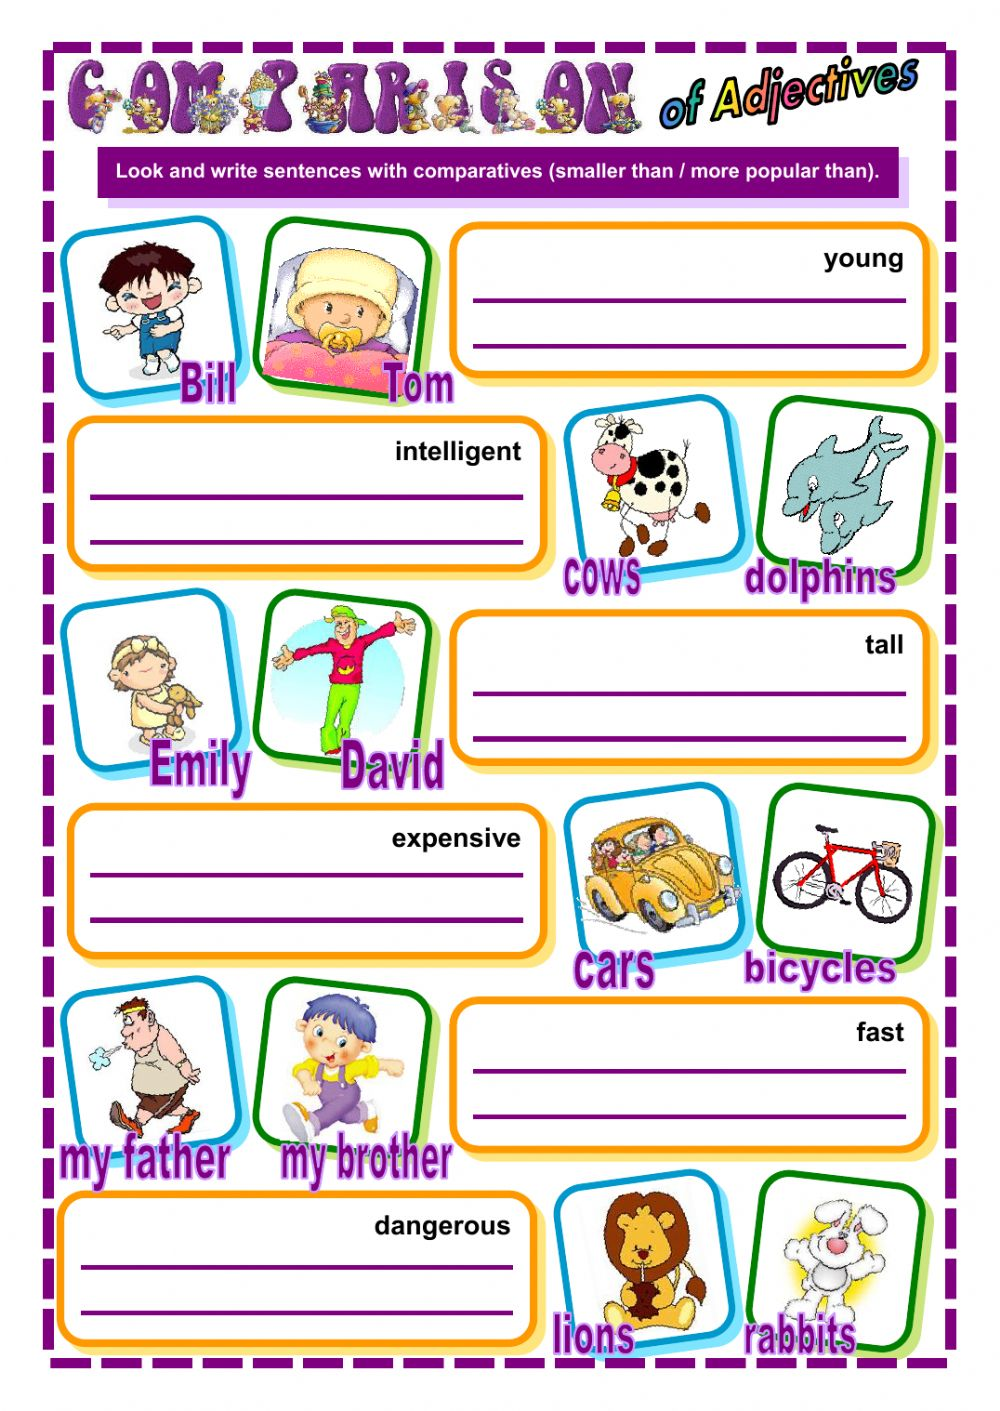 COMPARISON of Adjectives
Look and write sentences with comparatives (smaller than / more popular than).
young
Bill
Tom
intelligent
cows
dolphins
tall
Emily
David
expensive
cars
bicycles
fast
my father
my brother
dangerous
lions
rabbits